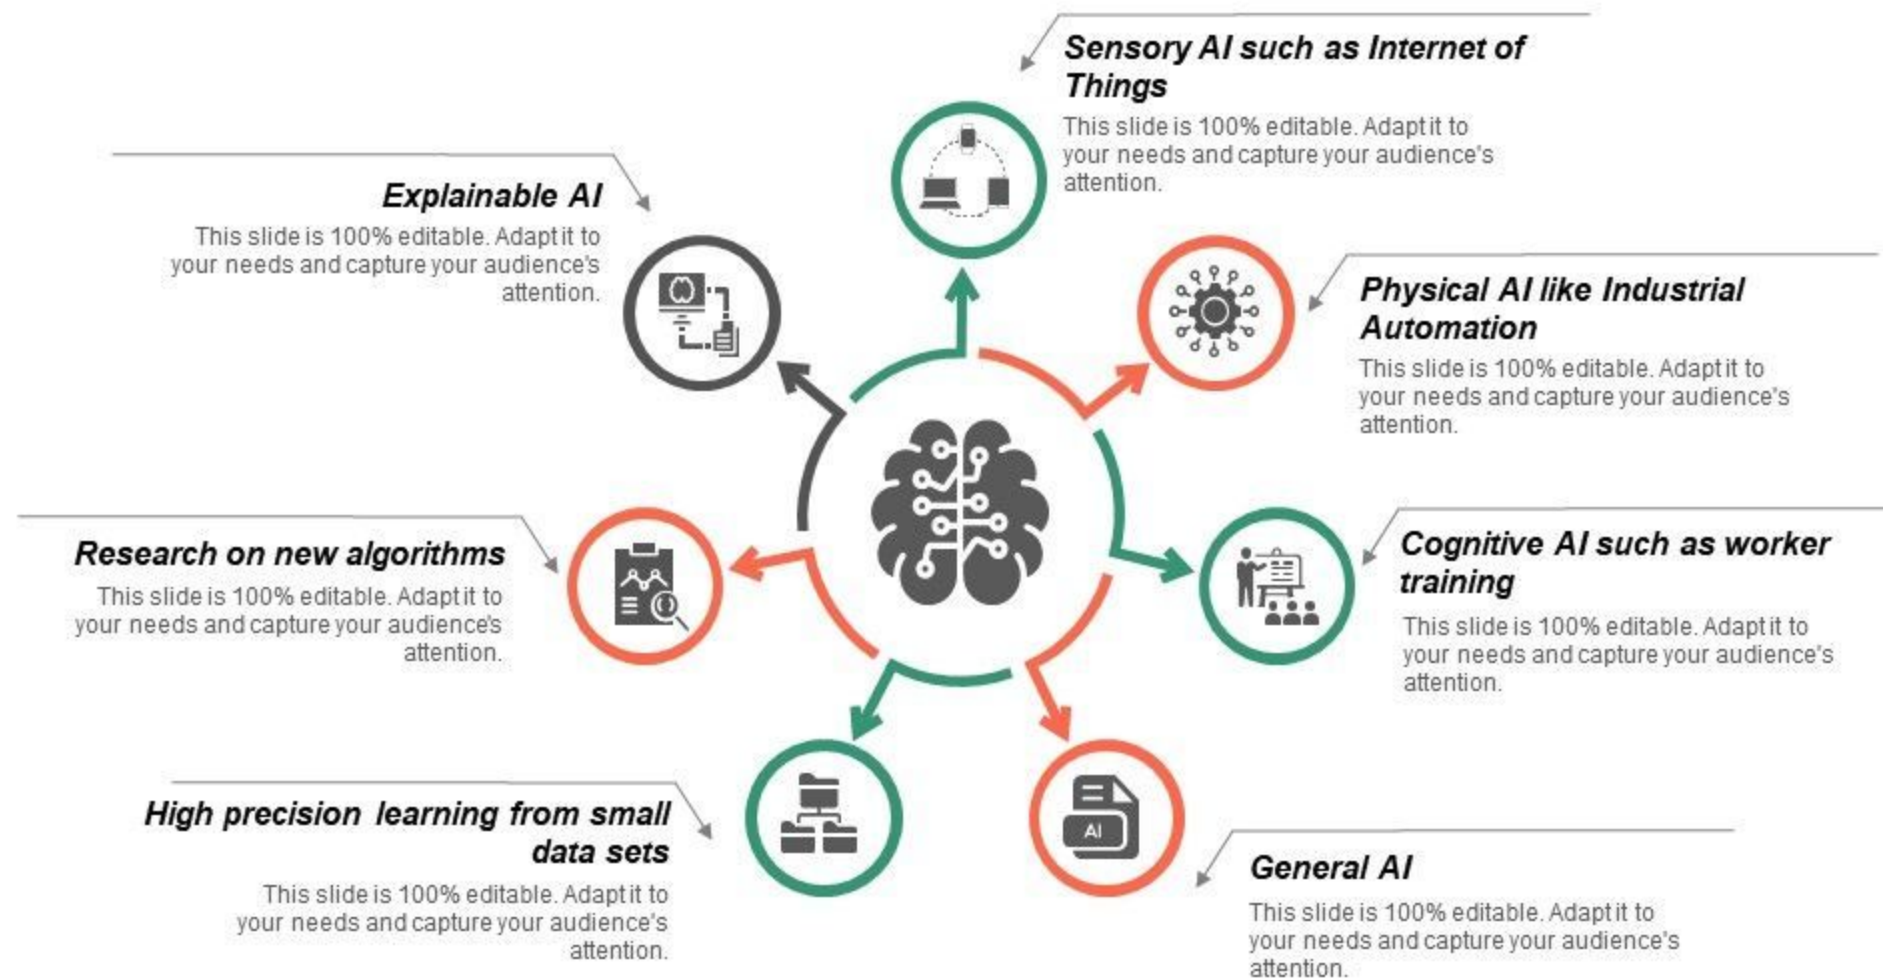 Sensory AI such as Internet of
Things
This slide is 100% editable. Adapt it to
your needs and capture your audience's
attention.
Explainable AI
This slide is 100% editable. Adapt it to
your needs and capture your audience's
attention.
Physical AI like Industrial
Automation
This slide is 100% editable. Adapt it to
your needs and capture your audience's
attention.
Research on new algorithms
This slide is 100% editable. Adapt it to
your needs and capture your audience's
attention.
Cognitive AI such as worker
training
This slide is 100% editable. Adapt it to
your needs and capture your audience's
attention.
High precision learning from small
data sets
This slide is 100% editable. Adapt it to
your needs and capture your audience's
attention.
AI
General AI
This slide is 100% editable. Adapt it to
your needs and capture your audience's
attention.